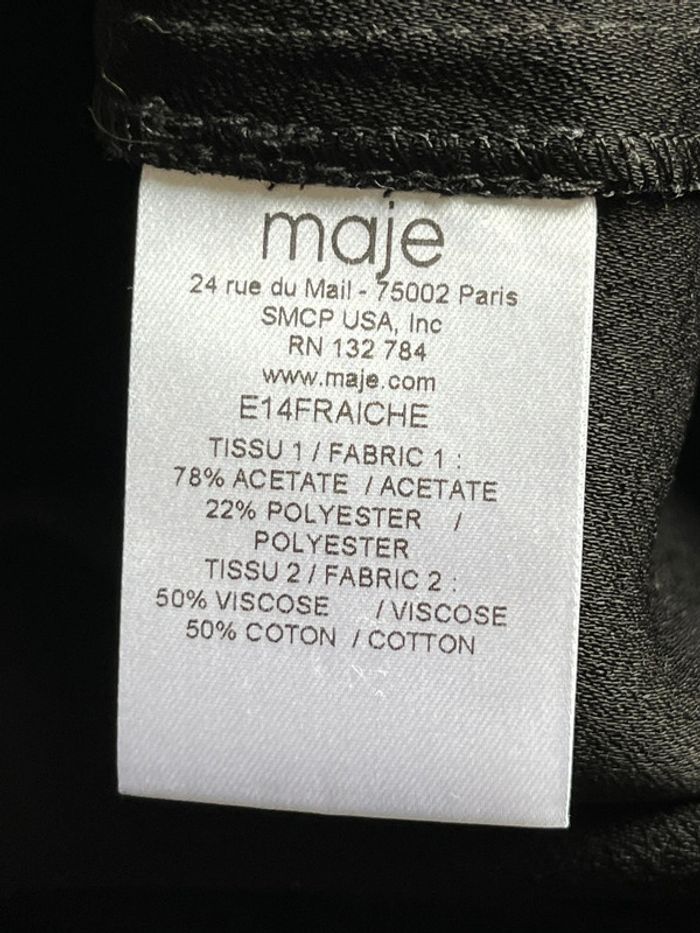 maje
24 rue du Mail - 75002 Paris
SMCP USA, Inc
RN 132 784
www.maje.com
E14FRAICHE
TISSU 1 / FABRIC 1 :
78% ACETATE / ACETATE
22% POLYESTER /
POLYESTER
TISSU 2 / FABRIC 2 :
50% VISCOSE / VISCOSE
50% COTON / COTTON